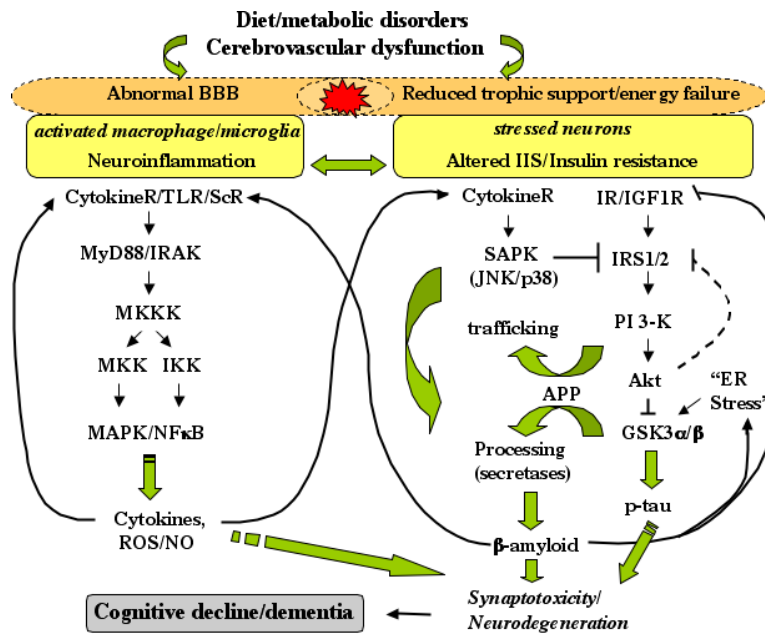 Diet/metabolic disorders
Cerebrovascular dysfunction
Abnormal BBB
Reduced trophic support/energy failure
activated macrophage/microglia
Neuroinflammation
stressed neurons
Altered IIS/Insulin resistance
CytokineR/TLR/ScR
MyD88/IRAK
MKKK
MKK
IKK
MAPK/NFκB
Cytokines,
ROS/NO
CytokineR
SAPK
(JNK/p38)
trafficking
APP
Processing
(secretases)
β-amyloid
IR/IGF1R
IRS1/2
PI 3-K
Akt
"ER
Stress"
GSK3α/β
p-tau
Synaptotoxicity/
Neurodegeneration
Cognitive decline/dementia